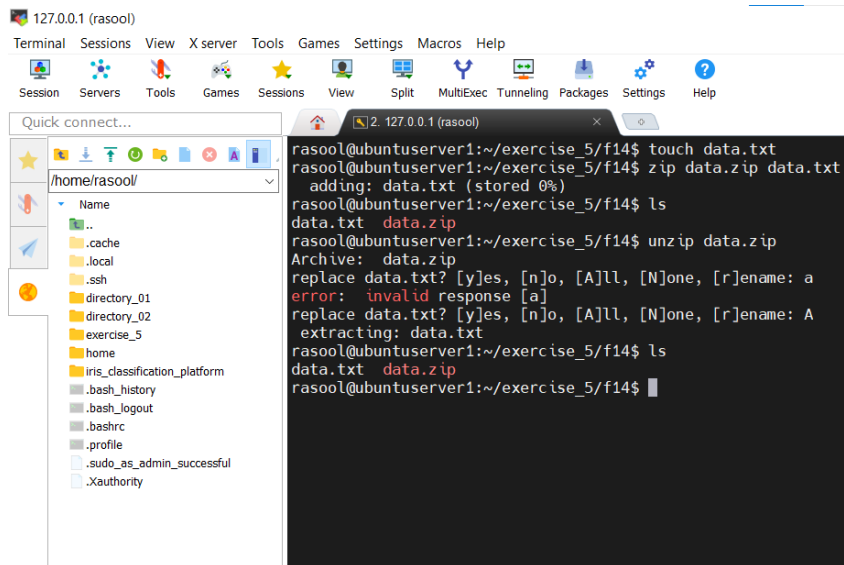 127.0.0.1 (rasool)
Terminal Sessions View X server Tools Games Settings Macros Help
Session Servers Tools Games Sessions View Split MultiExec Tunneling Packages Settings Help
Quick connect...
2. 127.0.0.1 (rasool)
/home/rasool/
Name
..
.cache
.local
.ssh
directory_01
directory_02
exercise_5
home
iris_classification_platform
.bash_history
.bash_logout
.bashrc
.profile
.sudo_as_admin_successful
.Xauthority
rasool@ubuntuserver1:~/exercise_5/f14$ touch data.txt
rasool@ubuntuserver1:~/exercise_5/f14$ zip data.zip data.txt
  adding: data.txt (stored 0%)
rasool@ubuntuserver1:~/exercise_5/f14$ ls
data.txt  data.zip
rasool@ubuntuserver1:~/exercise_5/f14$ unzip data.zip
Archive:  data.zip
replace data.txt? [y]es, [n]o, [A]ll, [N]one, [r]ename: a
error:  invalid response [a]
replace data.txt? [y]es, [n]o, [A]ll, [N]one, [r]ename: A
 extracting: data.txt
rasool@ubuntuserver1:~/exercise_5/f14$ ls
data.txt  data.zip
rasool@ubuntuserver1:~/exercise_5/f14$